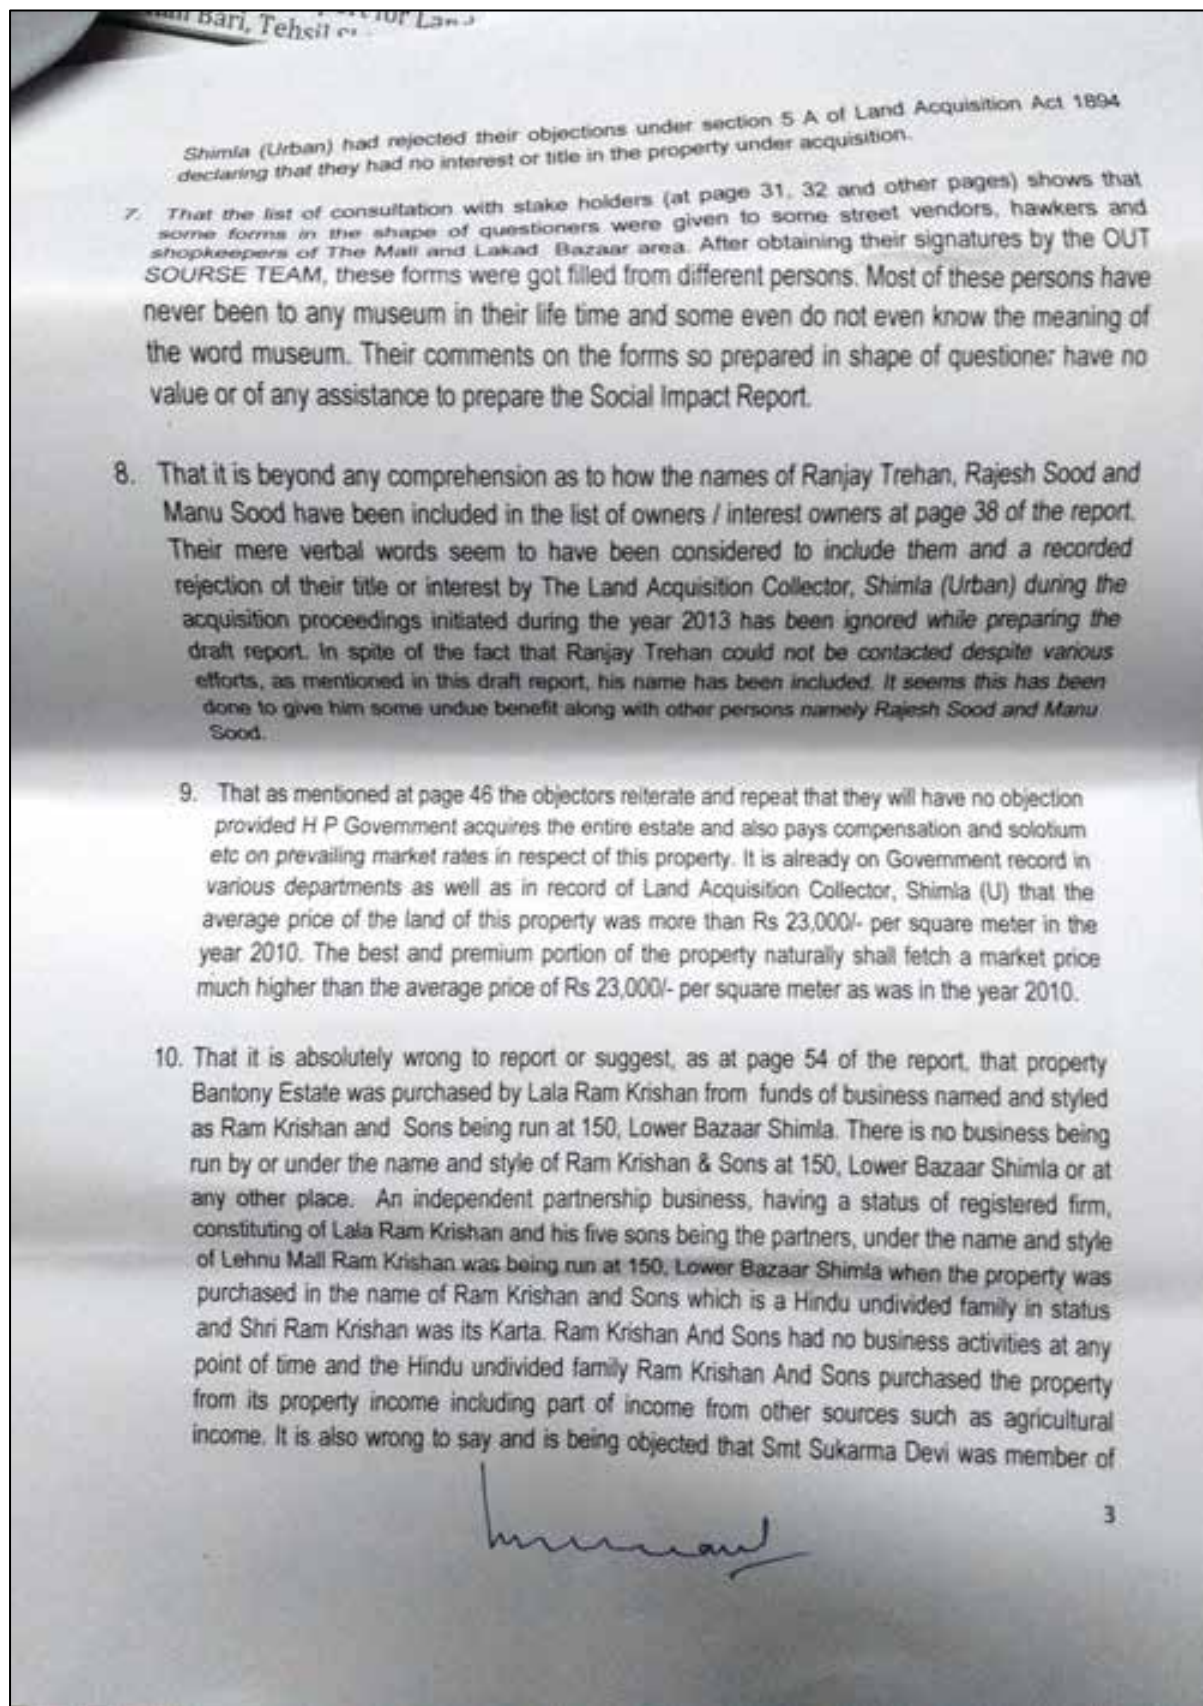 Bari, Tehsil
for Land
Shimla (Urban) had rejected their objections under section 5 A of Land Acquisition Act 1894
declaring that they had no interest or title in the property under acquisition.
7. That the list of consultation with stake holders (at page 31, 32 and other pages) shows that
some forms in the shape of questioners were given to some street vendors, hawkers and
shopkeepers of The Mall and Lakad Bazaar area. After obtaining their signatures by the OUT
SOURSE TEAM, these forms were got filled from different persons. Most of these persons have
never been to any museum in their life time and some even do not even know the meaning of
the word museum. Their comments on the forms so prepared in shape of questioner have no
value or of any assistance to prepare the Social Impact Report.
8. That it is beyond any comprehension as to how the names of Ranjay Trehan, Rajesh Sood and
Manu Sood have been included in the list of owners / interest owners at page 38 of the report.
Their mere verbal words seem to have been considered to include them and a recorded
rejection of their title or interest by The Land Acquisition Collector, Shimla (Urban) during the
acquisition proceedings initiated during the year 2013 has been ignored while preparing the
draft report. In spite of the fact that Ranjay Trehan could not be contacted despite various
efforts, as mentioned in this draft report, his name has been included. It seems this has been
done to give him some undue benefit along with other persons namely Rajesh Sood and Manu
Sood.
9. That as mentioned at page 46 the objectors reiterate and repeat that they will have no objection
provided H P Government acquires the entire estate and also pays compensation and solotium
etc on prevailing market rates in respect of this property. It is already on Government record in
various departments as well as in record of Land Acquisition Collector, Shimla (U) that the
average price of the land of this property was more than Rs 23,000/- per square meter in the
year 2010. The best and premium portion of the property naturally shall fetch a market price
much higher than the average price of Rs 23,000/- per square meter as was in the year 2010.
10. That it is absolutely wrong to report or suggest, as at page 54 of the report, that property
Bantony Estate was purchased by Lala Ram Krishan from funds of business named and styled
as Ram Krishan and Sons being run at 150, Lower Bazaar Shimla. There is no business being
run by or under the name and style of Ram Krishan & Sons at 150, Lower Bazaar Shimla or at
any other place. An independent partnership business, having a status of registered firm,
constituting of Lala Ram Krishan and his five sons being the partners, under the name and style
of Lehnu Mall Ram Krishan was being run at 150, Lower Bazaar Shimla when the property was
purchased in the name of Ram Krishan and Sons which is a Hindu undivided family in status
and Shri Ram Krishan was its Karta. Ram Krishan And Sons had no business activities at any
point of time and the Hindu undivided family Ram Krishan And Sons purchased the property
from its property income including part of income from other sources such as agricultural
income. It is also wrong to say and is being objected that Smt Sukarma Devi was member of
3